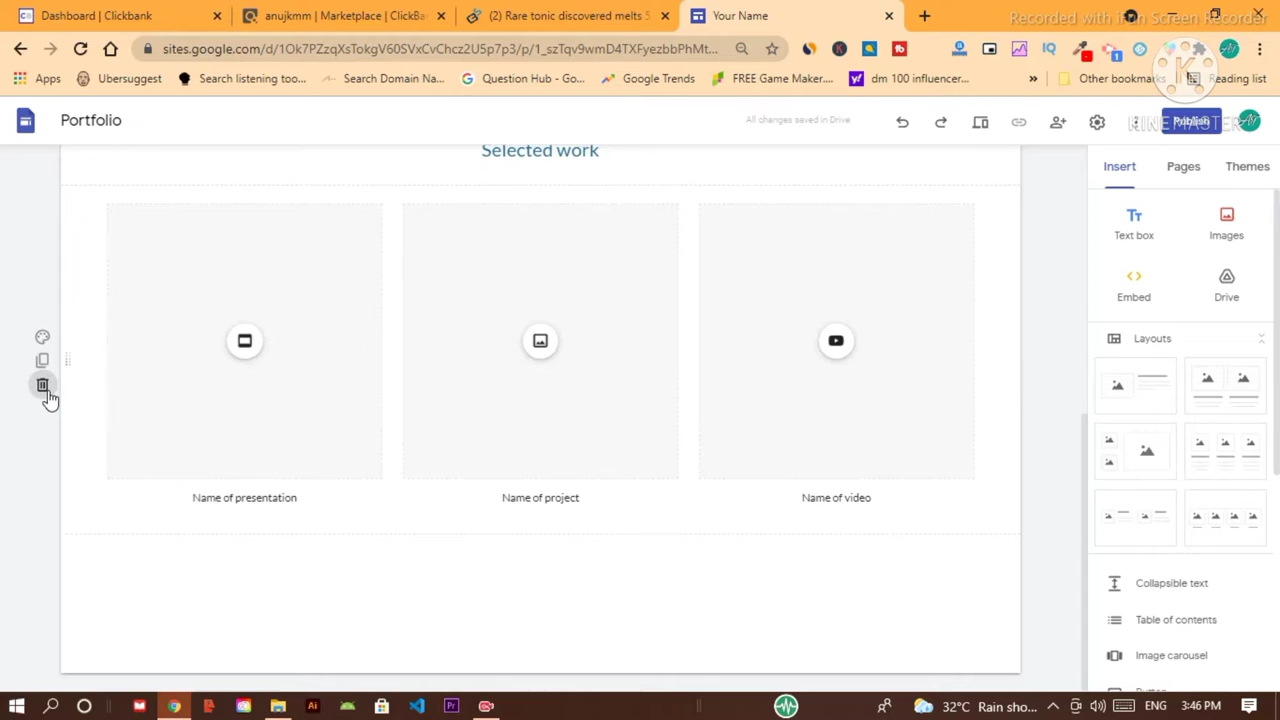 Dashboard | Clickbank
anujkmm | Marketplace | ClickBa
(2) Rare tonic discovered melts 5
Your Name
Recorded with iFun Screen Recorder
sites.google.com/d/1Ok7PZzqXsTokgV60SVxCvChcz2U5p7p3/p/1_szTqv9wmD4TXFyezbbPhMt...
Apps
Ubersuggest
Search listening too...
Search Domain Na...
Question Hub - Go...
Google Trends
FREE Game Maker....
dm 100 influencer...
»
Other bookmarks
Reading list
Portfolio
All changes saved in Drive
Publish
KINEMASTER
Selected work
Insert
Pages
Themes
Text box
Images
Embed
Drive
Layouts
Name of presentation
Name of project
Name of video
Collapsible text
Table of contents
Image carousel
32°C Rain sho...
ENG
3:46 PM